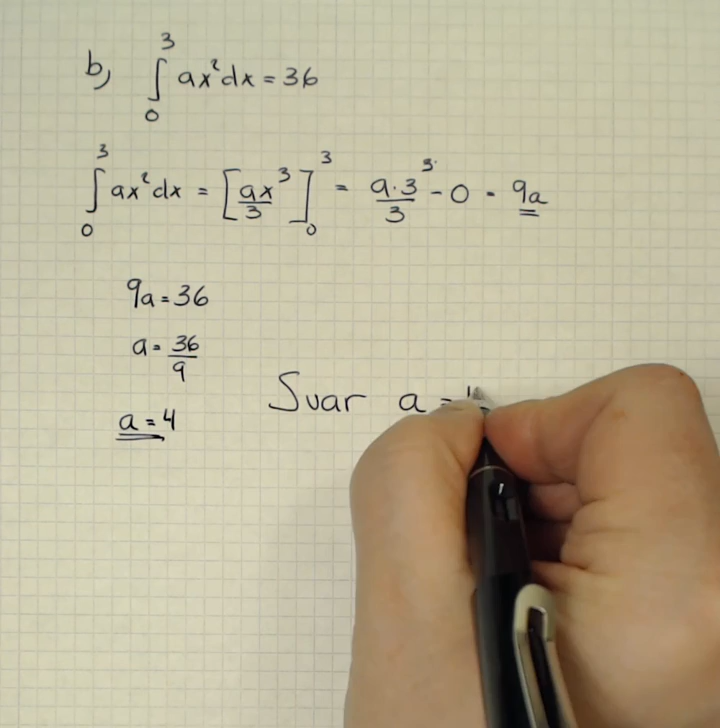 b, ∫₀³ ax²dx = 36
∫₀³ ax²dx = [ax³/3]₀³ = a·3³/3 - 0 = 9a
9a = 36
a = 36/9
a = 4
Svar a =